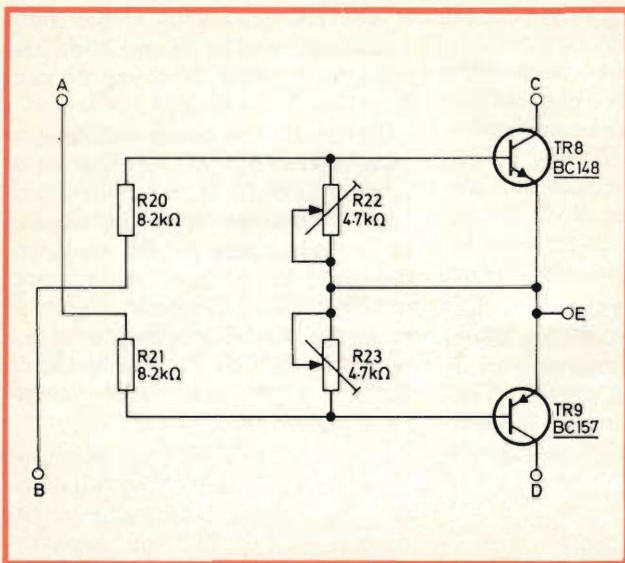 A
C
TR8
BC148
R20
8.2kΩ
R22
4.7kΩ
E
R21
8.2kΩ
R23
4.7kΩ
TR9
BC157
B
D